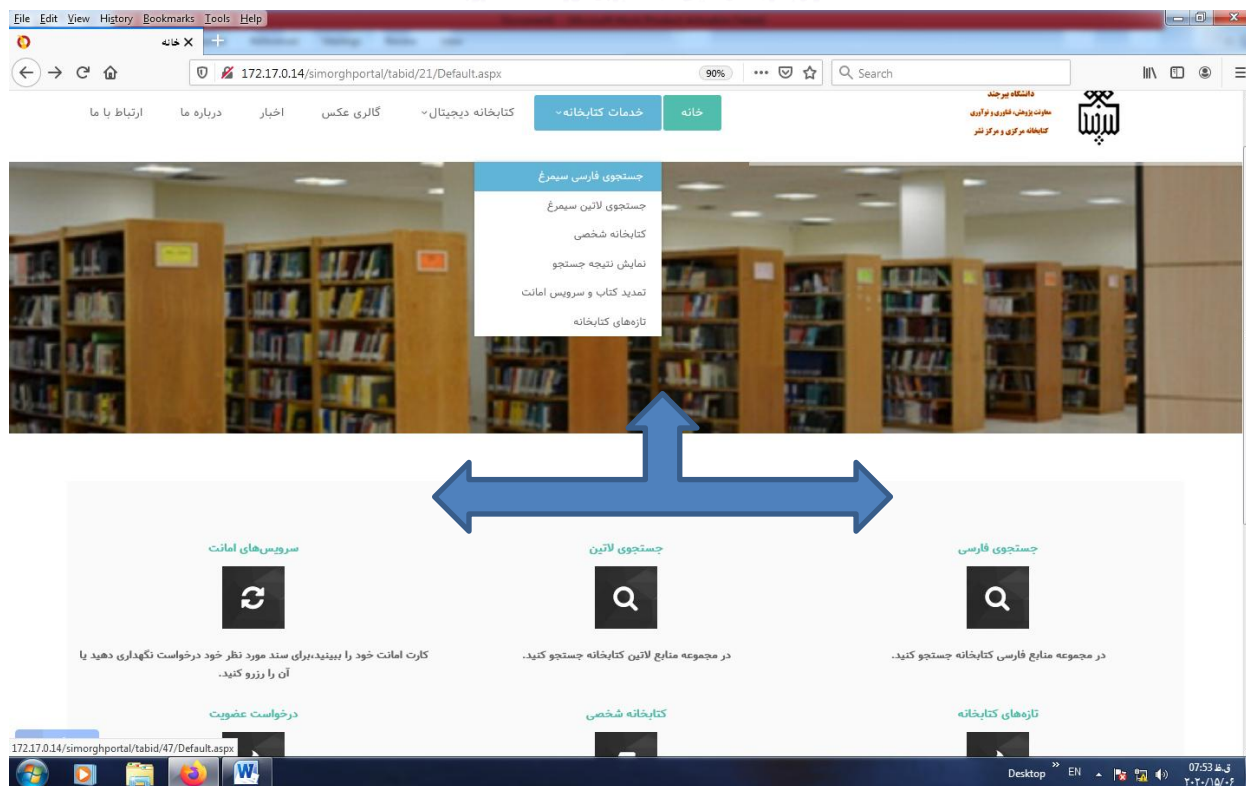 File Edit View History Bookmarks Tools Help
خانه
172.17.0.14/simorghportal/tabid/21/Default.aspx
90%
Search
دانشگاه بیرجند
معاونت پژوهش، فناوری و نوآوری
کتابخانه مرکزی و مرکز نشر
خانه خدمات کتابخانه کتابخانه دیجیتال گالری عکس اخبار درباره ما ارتباط با ما
جستجوی فارسی سیمرغ
جستجوی لاتین سیمرغ
کتابخانه شخصی
نمایش نتیجه جستجو
تمدید کتاب و سرویس امانت
تازه‌های کتابخانه
جستجوی فارسی
در مجموعه منابع فارسی کتابخانه جستجو کنید.
جستجوی لاتین
در مجموعه منابع لاتین کتابخانه جستجو کنید.
سرویس‌های امانت
کارت امانت خود را ببینید،برای سند مورد نظر خود درخواست نگهداری دهید یا
آن را رزرو کنید.
تازه‌های کتابخانه
کتابخانه شخصی
درخواست عضویت
172.17.0.14/simorghportal/tabid/47/Default.aspx
Desktop EN
07:53 ق.ظ
۲۰۲۰/۱۵/۰۶